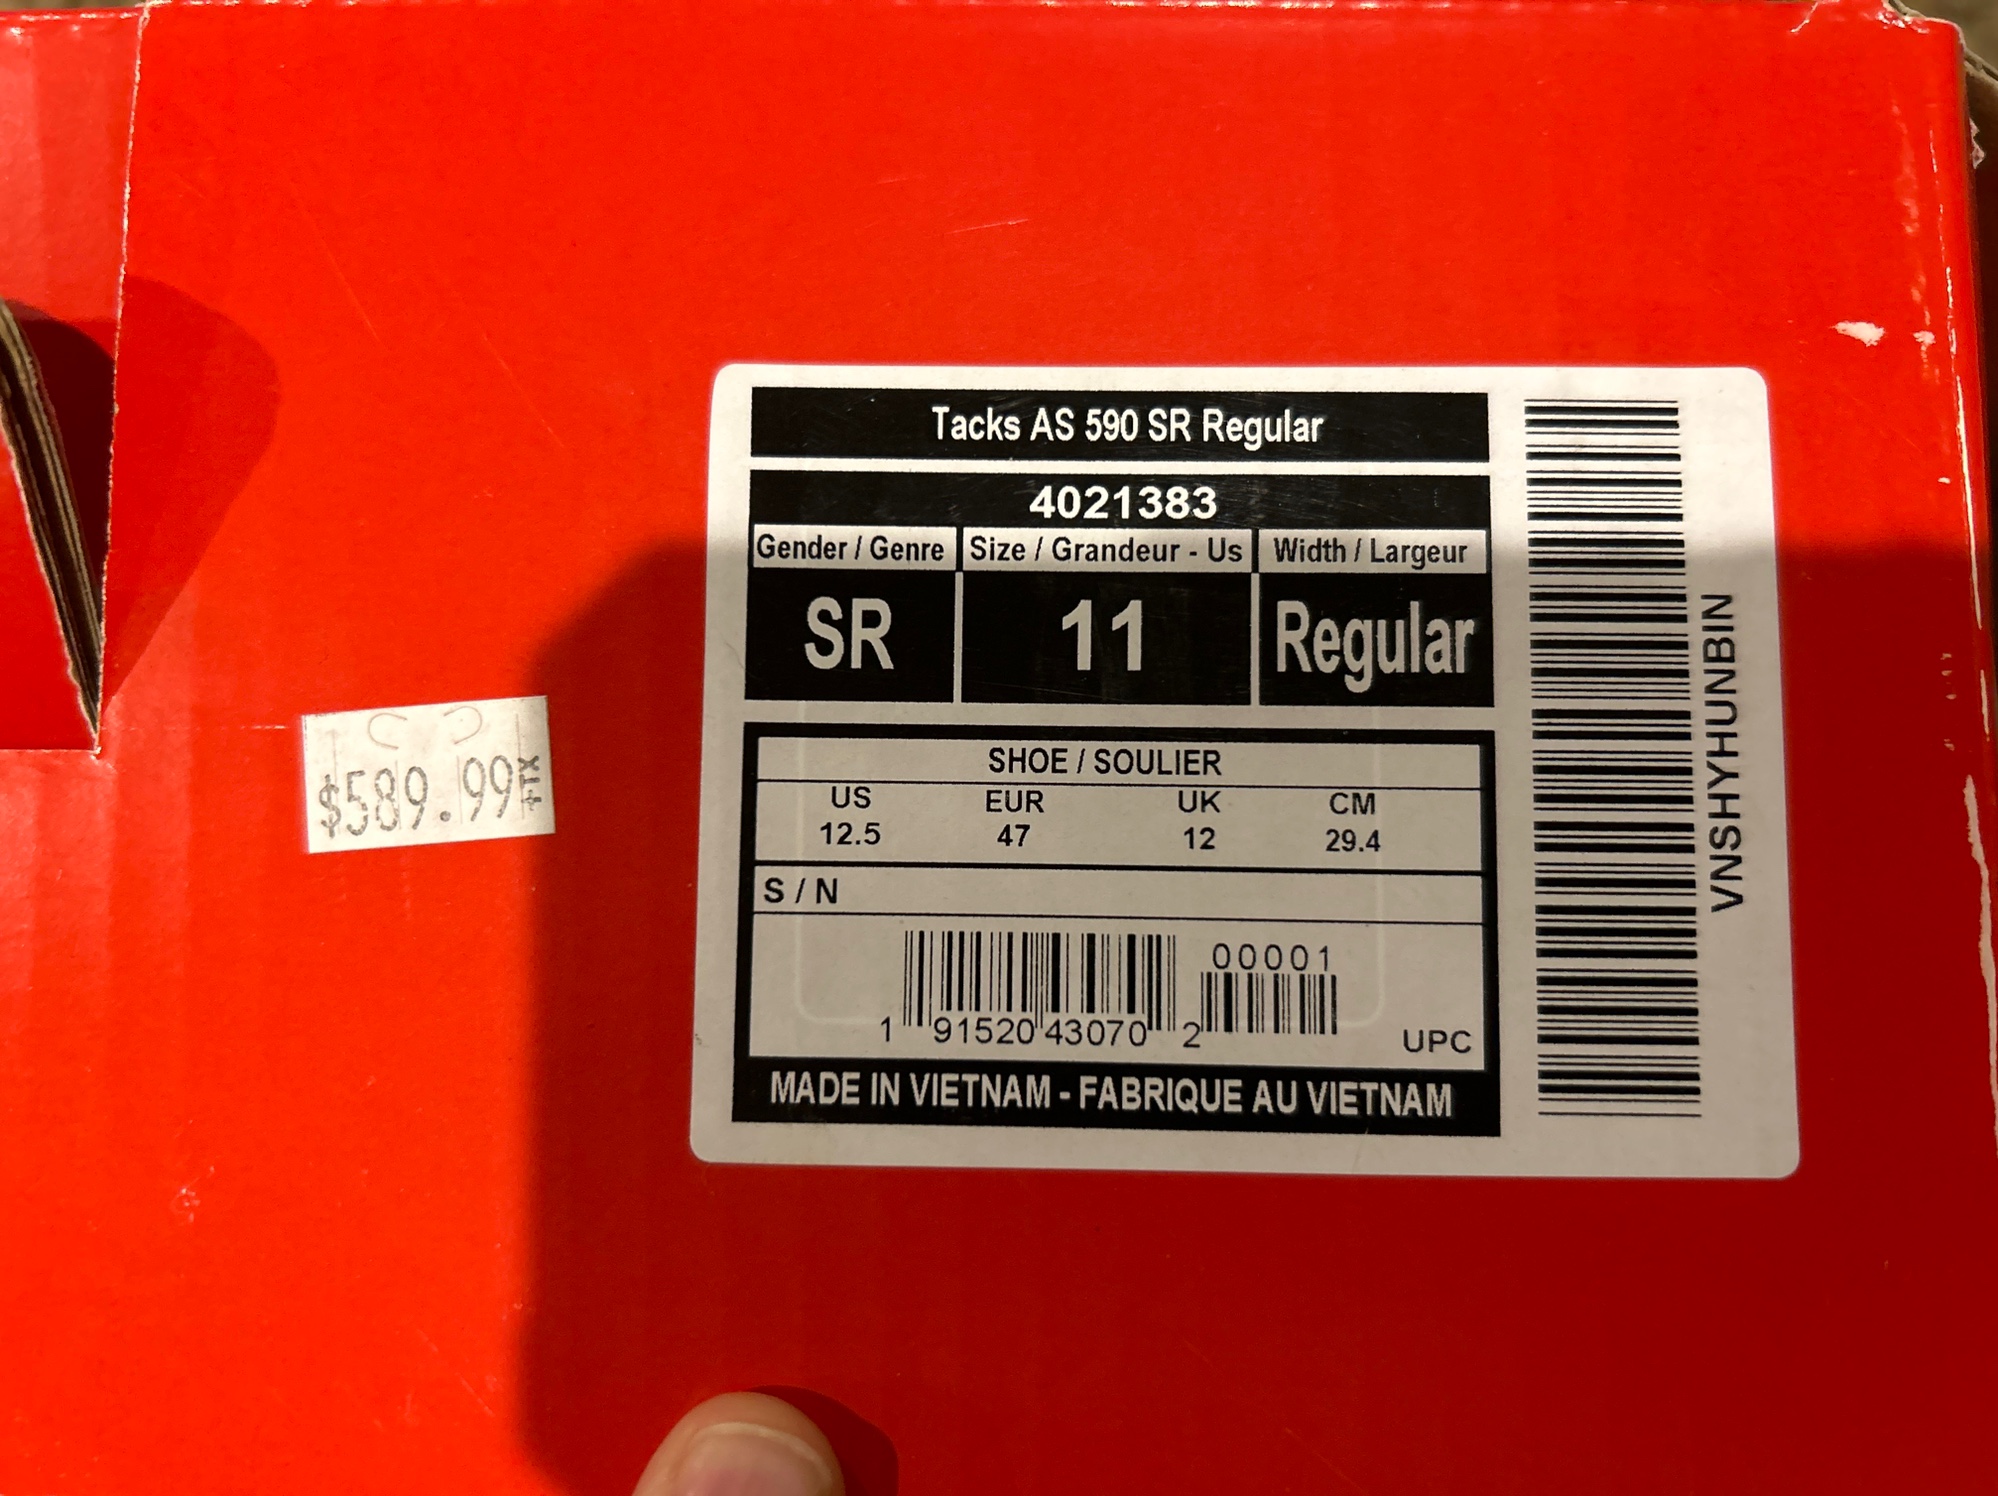 Tacks AS 590 SR Regular
4021383
Gender / Genre
Size / Grandeur - Us
Width / Largeur
SR
11
Regular
SHOE / SOULIER
US
EUR
UK
CM
12.5
47
12
29.4
S / N
00001
1 91520 43070 2
UPC
MADE IN VIETNAM - FABRIQUE AU VIETNAM
VNSHYHUNBIN
$589.99+TX